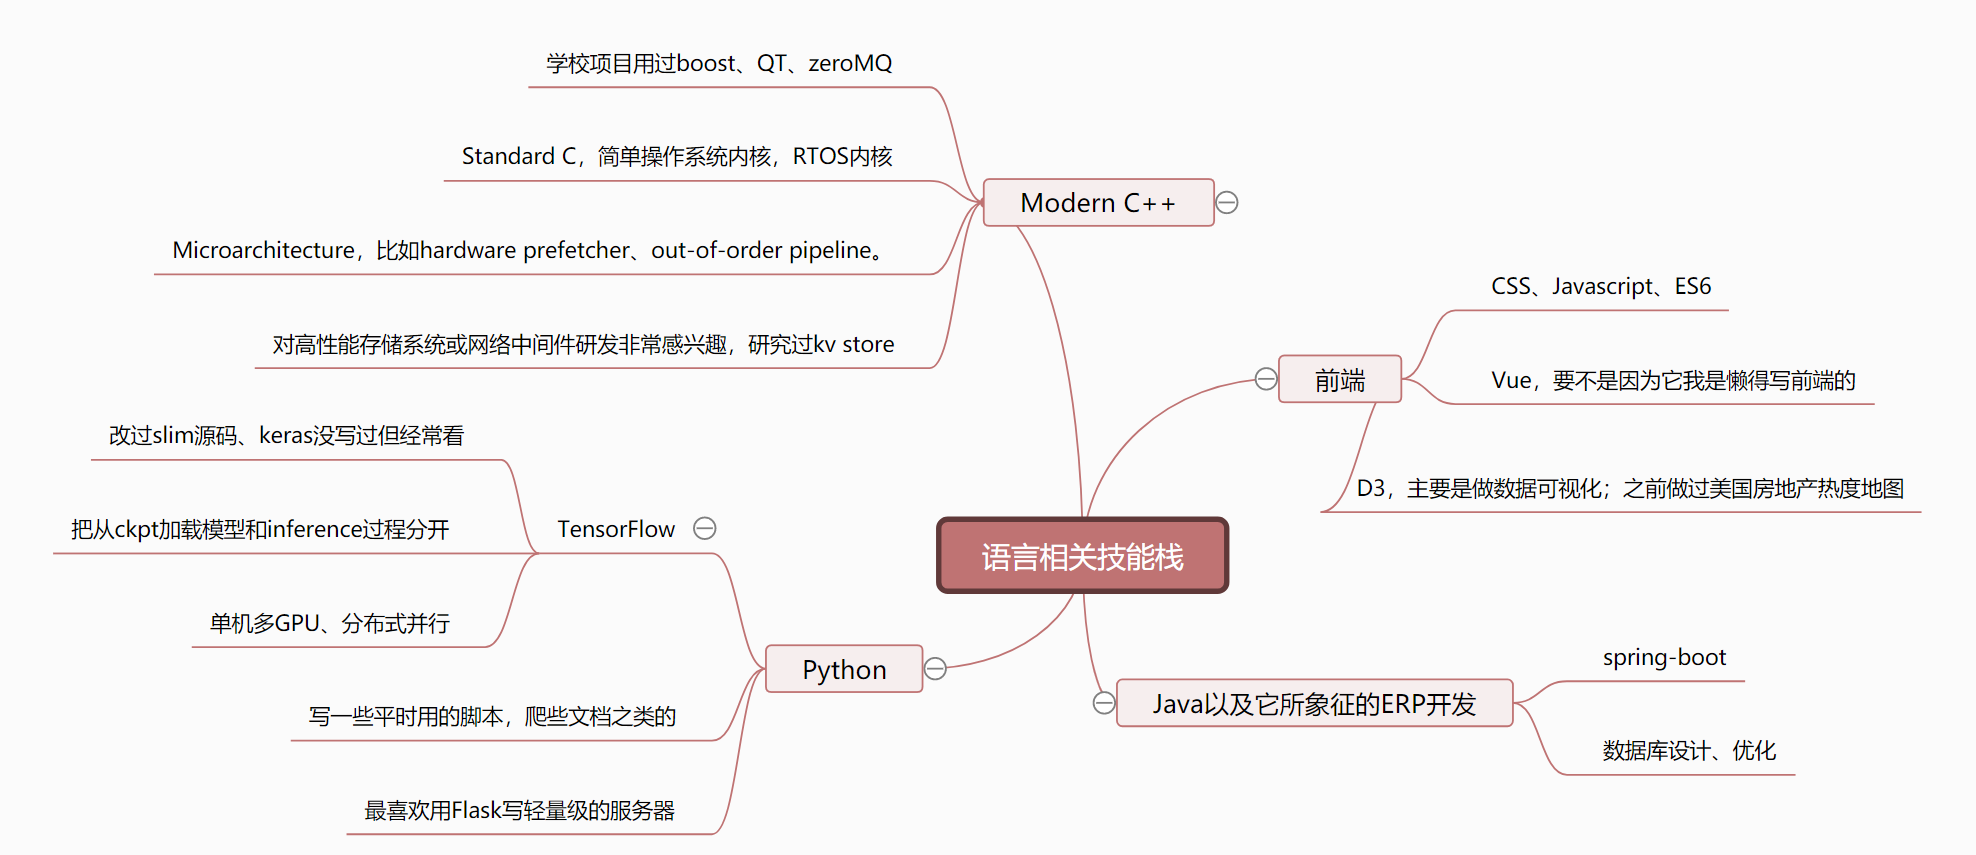 学校项目用过boost、QT、zeroMQ
Standard C，简单操作系统内核，RTOS内核
Modern C++
Microarchitecture，比如hardware prefetcher、out-of-order pipeline。
对高性能存储系统或网络中间件研发非常感兴趣，研究过kv store
CSS、Javascript、ES6
前端
Vue，要不是因为它我是懒得写前端的
D3，主要是做数据可视化；之前做过美国房地产热度地图
语言相关技能栈
改过slim源码、keras没写过但经常看
把从ckpt加载模型和inference过程分开
TensorFlow
单机多GPU、分布式并行
Python
写一些平时用的脚本，爬些文档之类的
最喜欢用Flask写轻量级的服务器
spring-boot
Java以及它所象征的ERP开发
数据库设计、优化